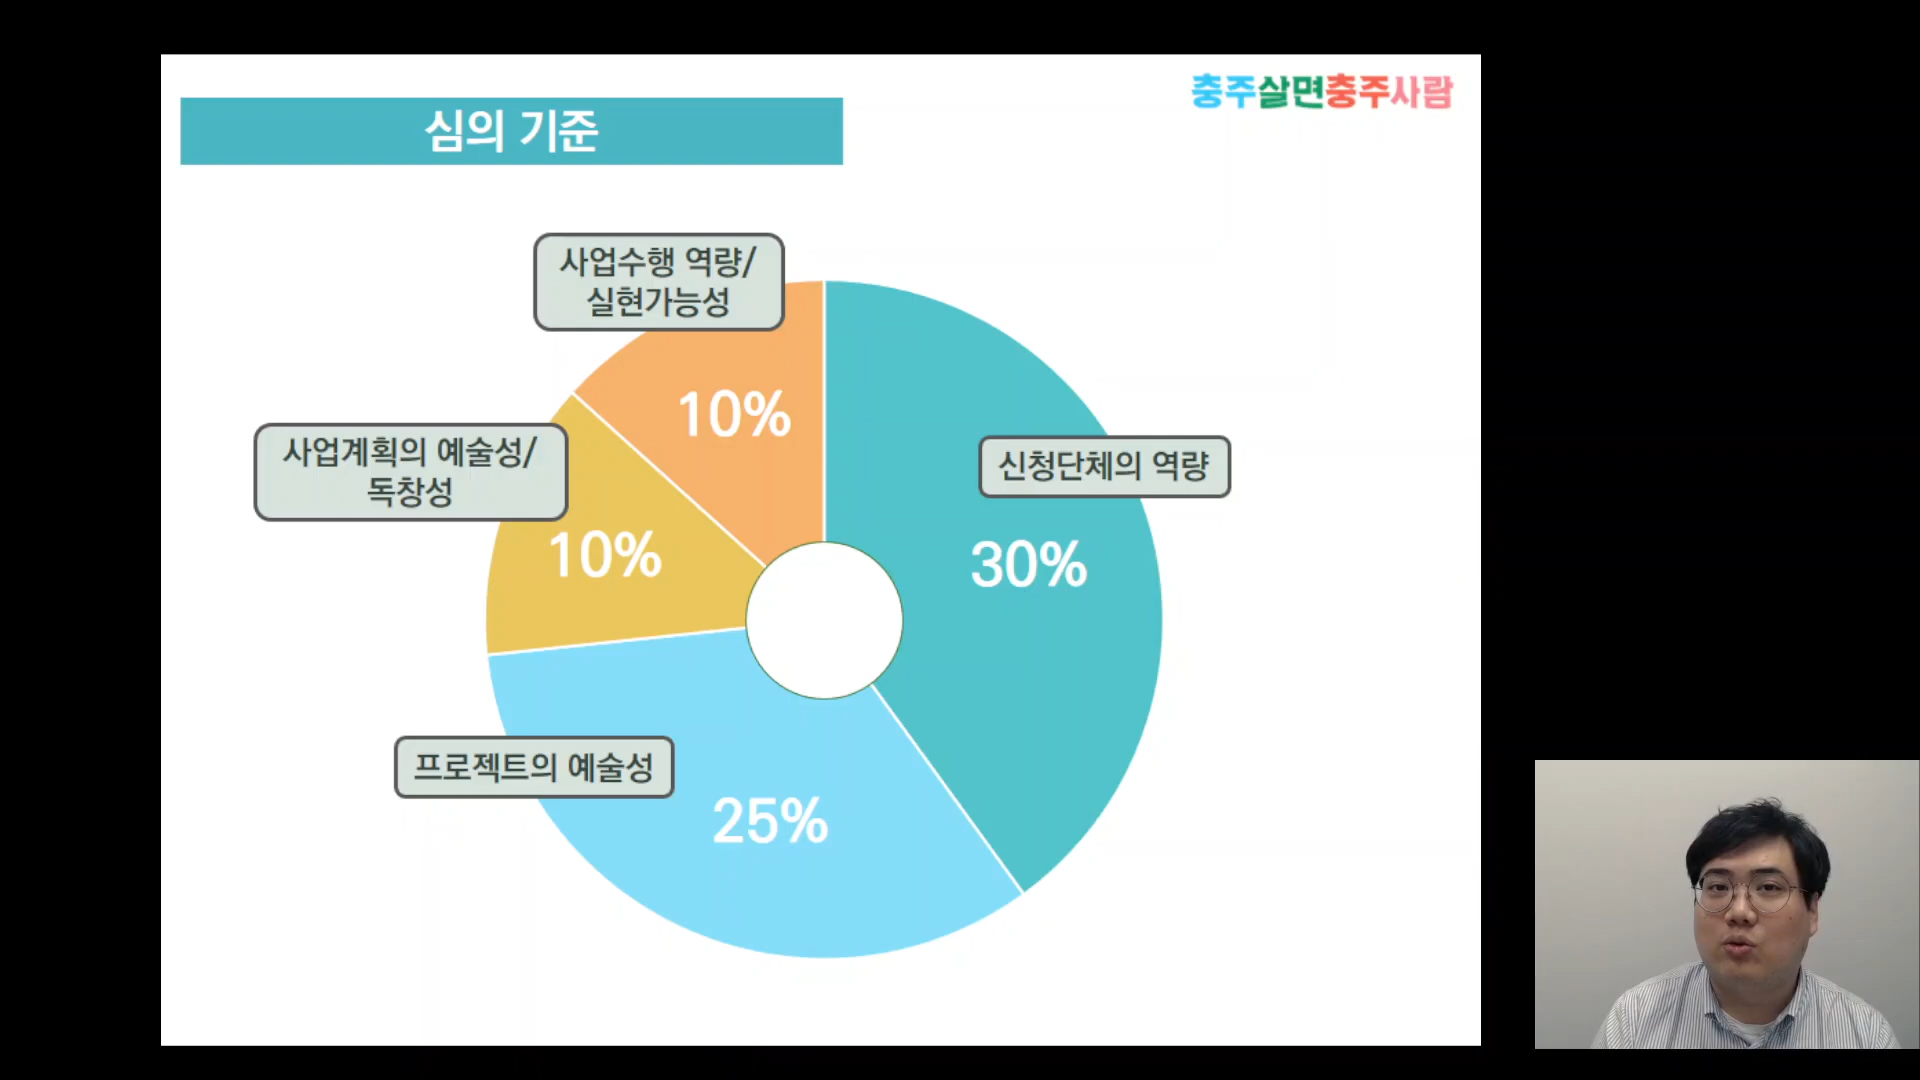 충주살면충주사람
심의 기준
사업수행 역량/
실현가능성
10%
사업계획의 예술성/
독창성
10%
신청단체의 역량
30%
프로젝트의 예술성
25%